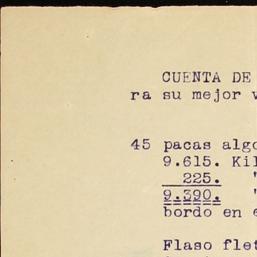 CUENTA DE
ra su mejor v
45 pacas algo
9.615. Kil
225. "
9.390. "
bordo en e
Flaso flet